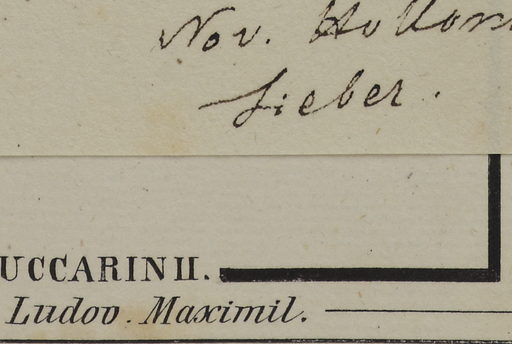 Nov. Hollan
Sieber.
UCCARINII.
Ludov. Maximil.